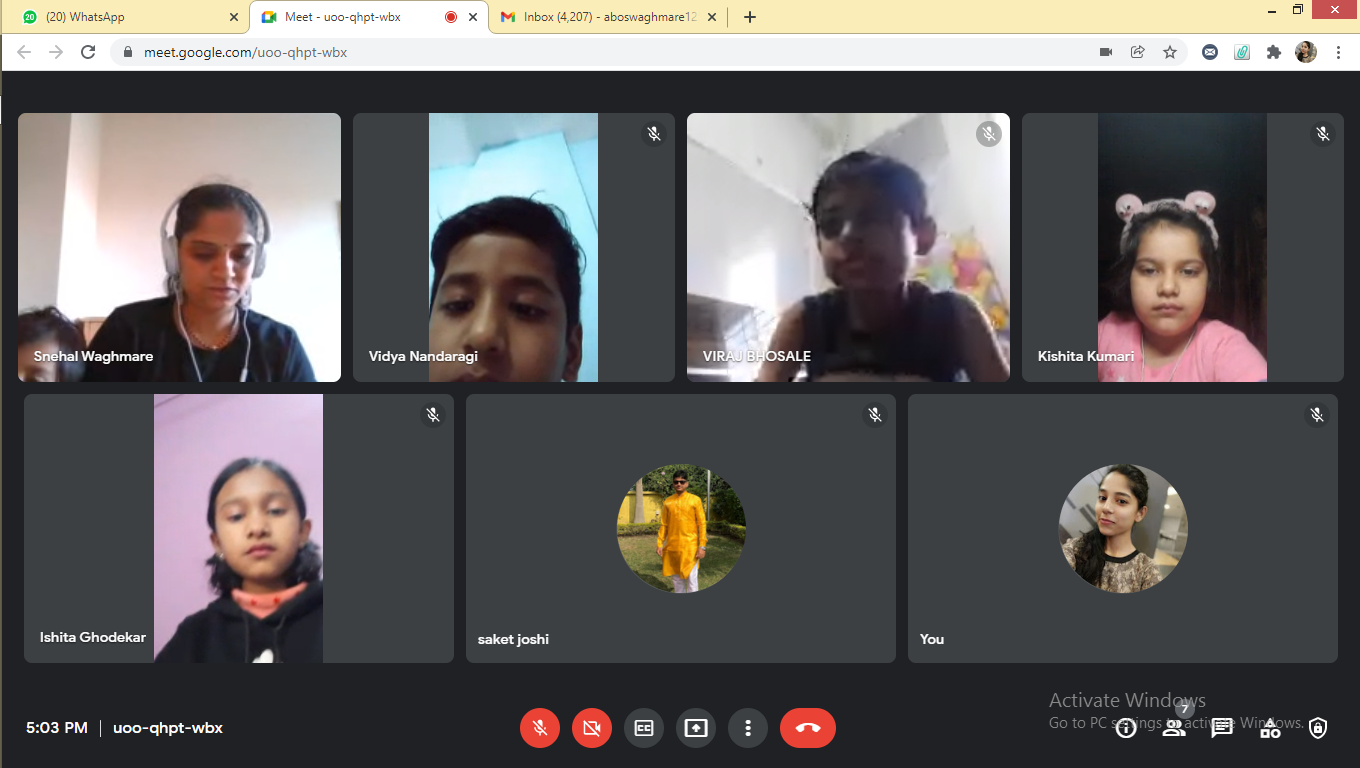 20
(20) WhatsApp
Meet - uoo-qhpt-wbx
Inbox (4,207) - aboswaghmare12
meet.google.com/uoo-qhpt-wbx
Snehal Waghmare
Vidya Nandaragi
VIRAJ BHOSALE
Kishita Kumari
Ishita Ghodekar
saket joshi
You
Activate Windows
Go to PC settings to activate Windows.
5:03 PM | uoo-qhpt-wbx
CC
7